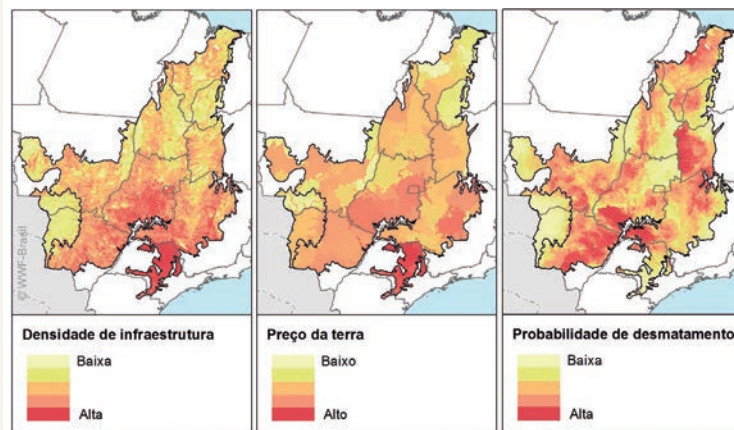 © WWF-Brasil
Densidade de infraestrutura
Baixa
Alta
Preço da terra
Baixo
Alto
Probabilidade de desmatamento
Baixa
Alta